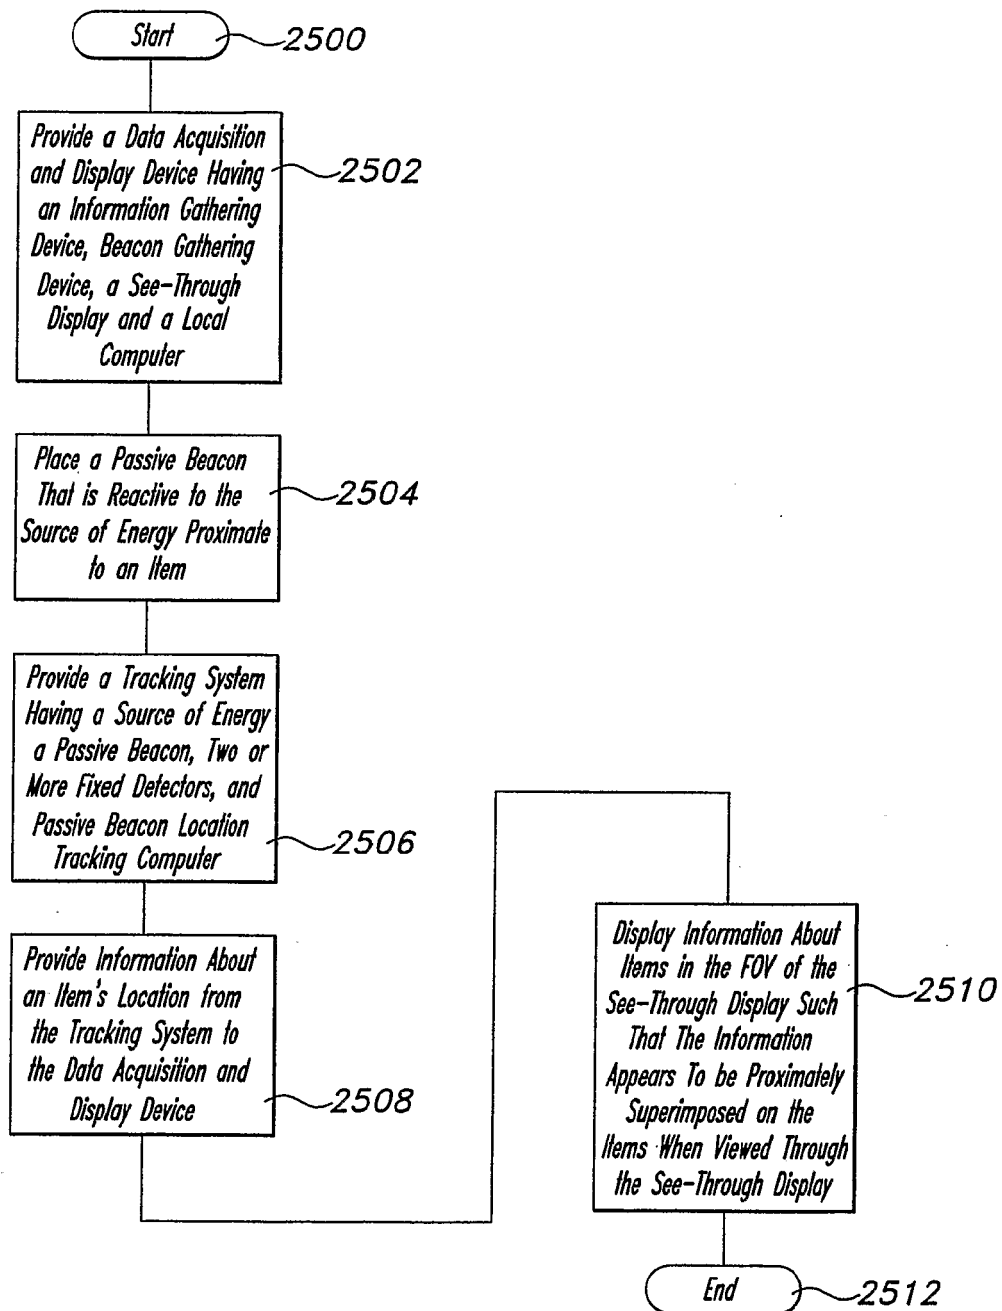 Start
2500
Provide a Data Acquisition
and Display Device Having
an Information Gathering
Device, Beacon Gathering
Device, a See-Through
Display and a Local
Computer
2502
Place a Passive Beacon
That is Reactive to the
Source of Energy Proximate
to an Item
2504
Provide a Tracking System
Having a Source of Energy
a Passive Beacon, Two or
More Fixed Detectors, and
Passive Beacon Location
Tracking Computer
2506
Provide Information About
an Item's Location from
the Tracking System to
the Data Acquisition and
Display Device
2508
Display Information About
Items in the FOV of the
See-Through Display Such
That The Information
Appears To be Proximately
Superimposed on the
Items When Viewed Through
the See-Through Display
2510
End
2512